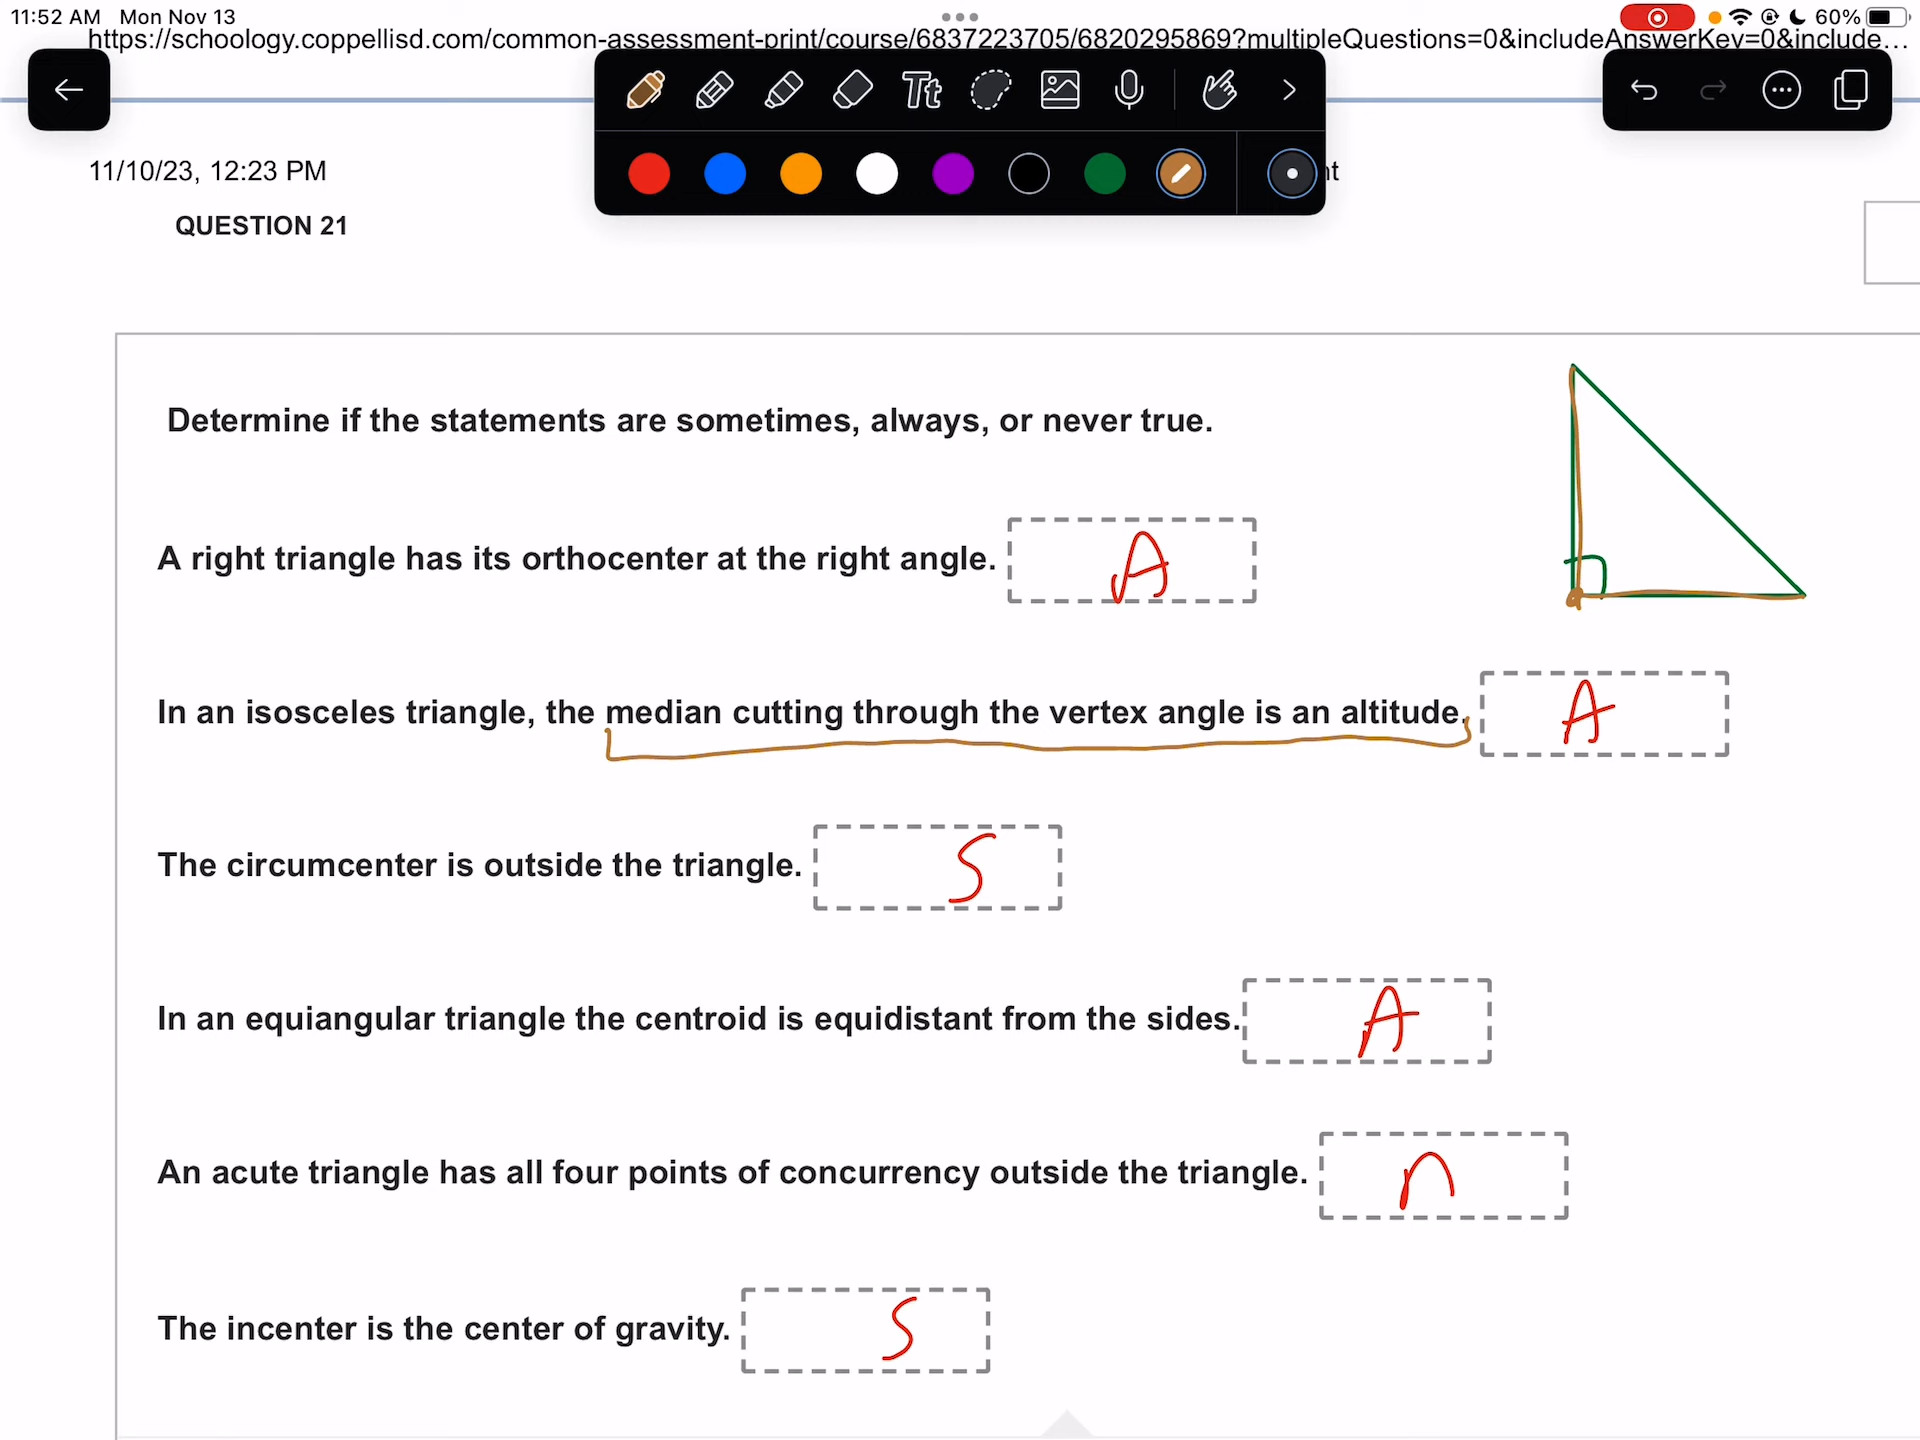 11:52 AM Mon Nov 13
60%
https://schoology.coppellisd.com/common-assessment-print/course/6837223705/6820295869?multipleQuestions=0&includeAnswerKey=0&include...
Tt
11/10/23, 12:23 PM
nt
QUESTION 21
Determine if the statements are sometimes, always, or never true.
A right triangle has its orthocenter at the right angle. A
In an isosceles triangle, the median cutting through the vertex angle is an altitude. A
The circumcenter is outside the triangle. S
In an equiangular triangle the centroid is equidistant from the sides. A
An acute triangle has all four points of concurrency outside the triangle. n
The incenter is the center of gravity. S